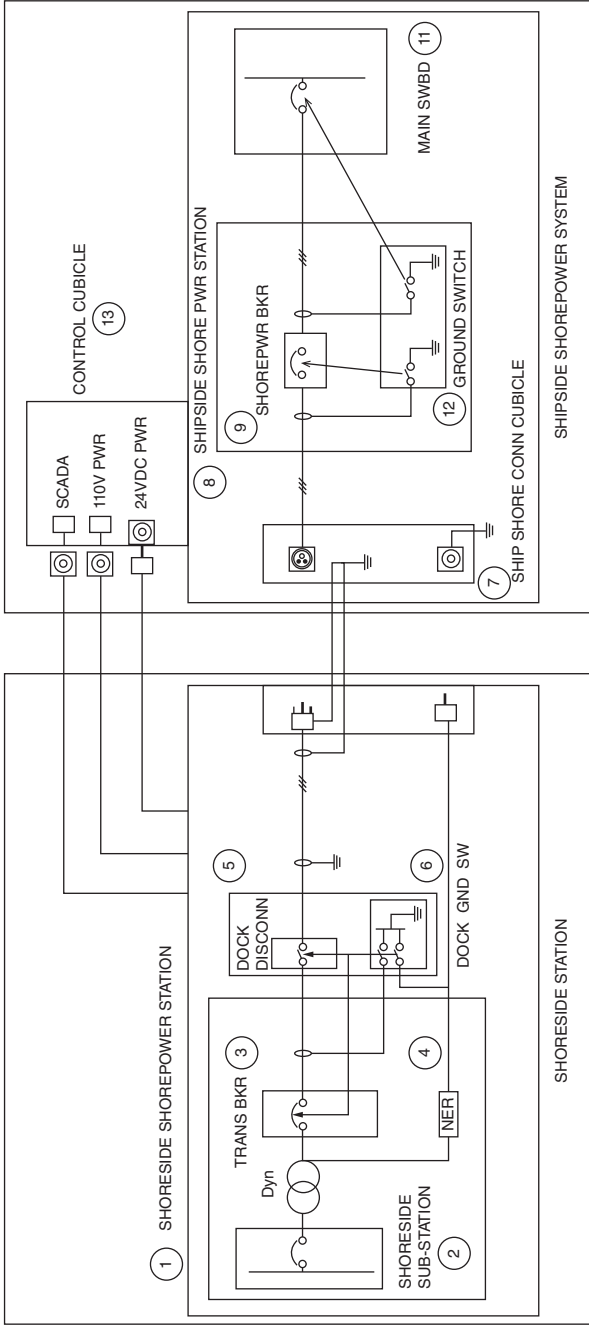 1 SHORESIDE SHOREPOWER STATION
SHORESIDE
SUB-STATION
2
Dyn
TRANS BKR
3
4
NER
DOCK
DISCONN
5
6
DOCK GND SW
SHORESIDE STATION
CONTROL CUBICLE
13
SCADA
110V PWR
24VDC PWR
8
SHIPSIDE SHORE PWR STATION
9
SHOREPWR BKR
12
GROUND SWITCH
7
SHIP SHORE CONN CUBICLE
MAIN SWBD
11
SHIPSIDE SHOREPOWER SYSTEM